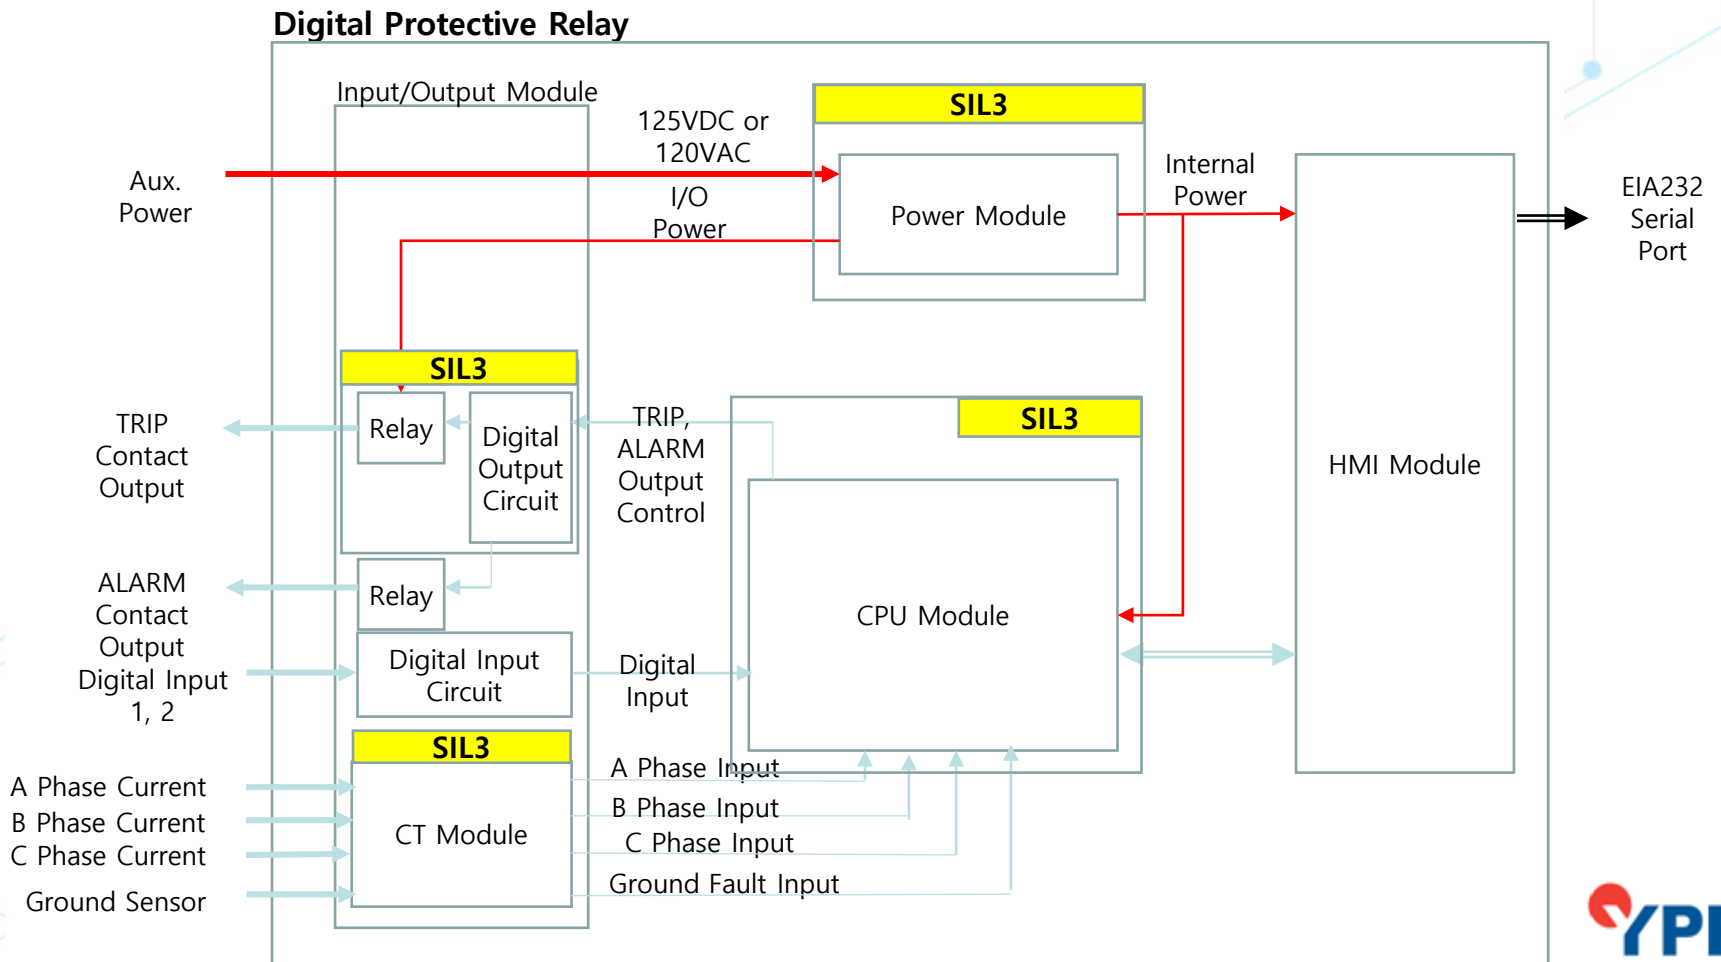 Digital Protective Relay
Input/Output Module
125VDC or
120VAC
SIL3
Aux.
Power
I/O
Power
Power Module
Internal
Power
EIA232
Serial
Port
SIL3
TRIP
Contact
Output
Relay
Digital
Output
Circuit
TRIP,
ALARM
Output
Control
SIL3
HMI Module
ALARM
Contact
Output
Relay
CPU Module
Digital Input
1, 2
Digital Input
Circuit
Digital
Input
SIL3
A Phase Current
B Phase Current
C Phase Current
Ground Sensor
CT Module
A Phase Input
B Phase Input
C Phase Input
Ground Fault Input